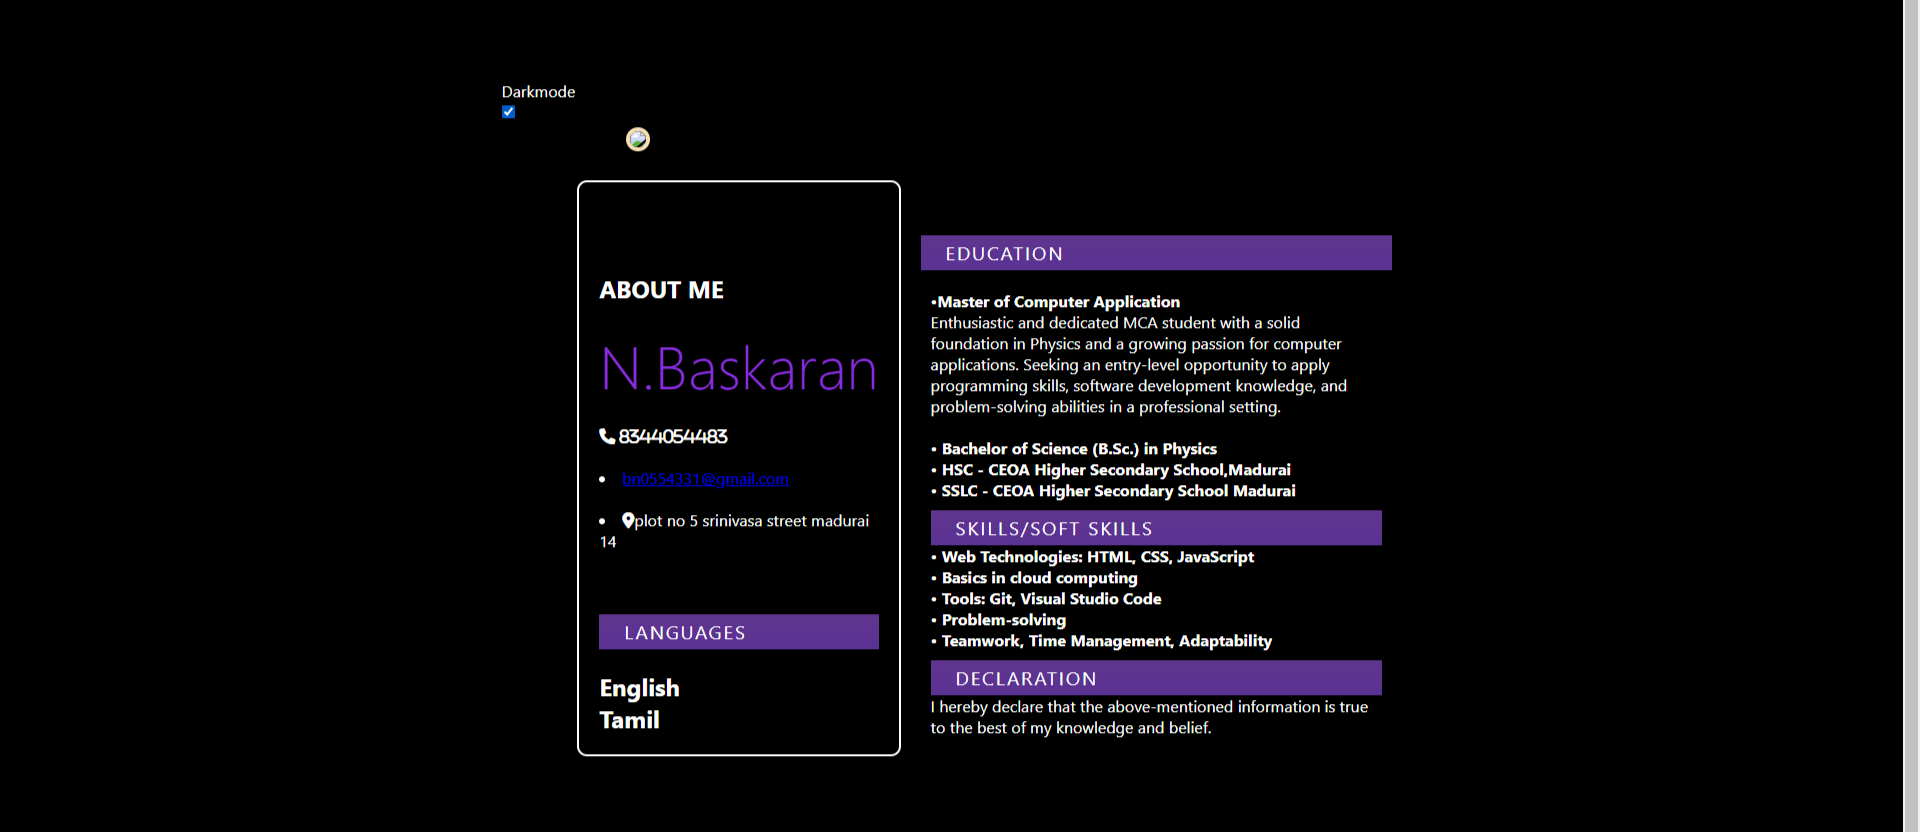 Darkmode
ABOUT ME
N.Baskaran
8344054483
• bn0554331@gmail.com
• plot no 5 srinivasa street madurai
14
LANGUAGES
English
Tamil
EDUCATION
•Master of Computer Application
Enthusiastic and dedicated MCA student with a solid
foundation in Physics and a growing passion for computer
applications. Seeking an entry-level opportunity to apply
programming skills, software development knowledge, and
problem-solving abilities in a professional setting.
• Bachelor of Science (B.Sc.) in Physics
• HSC - CEOA Higher Secondary School,Madurai
• SSLC - CEOA Higher Secondary School Madurai
SKILLS/SOFT SKILLS
• Web Technologies: HTML, CSS, JavaScript
• Basics in cloud computing
• Tools: Git, Visual Studio Code
• Problem-solving
• Teamwork, Time Management, Adaptability
DECLARATION
I hereby declare that the above-mentioned information is true
to the best of my knowledge and belief.